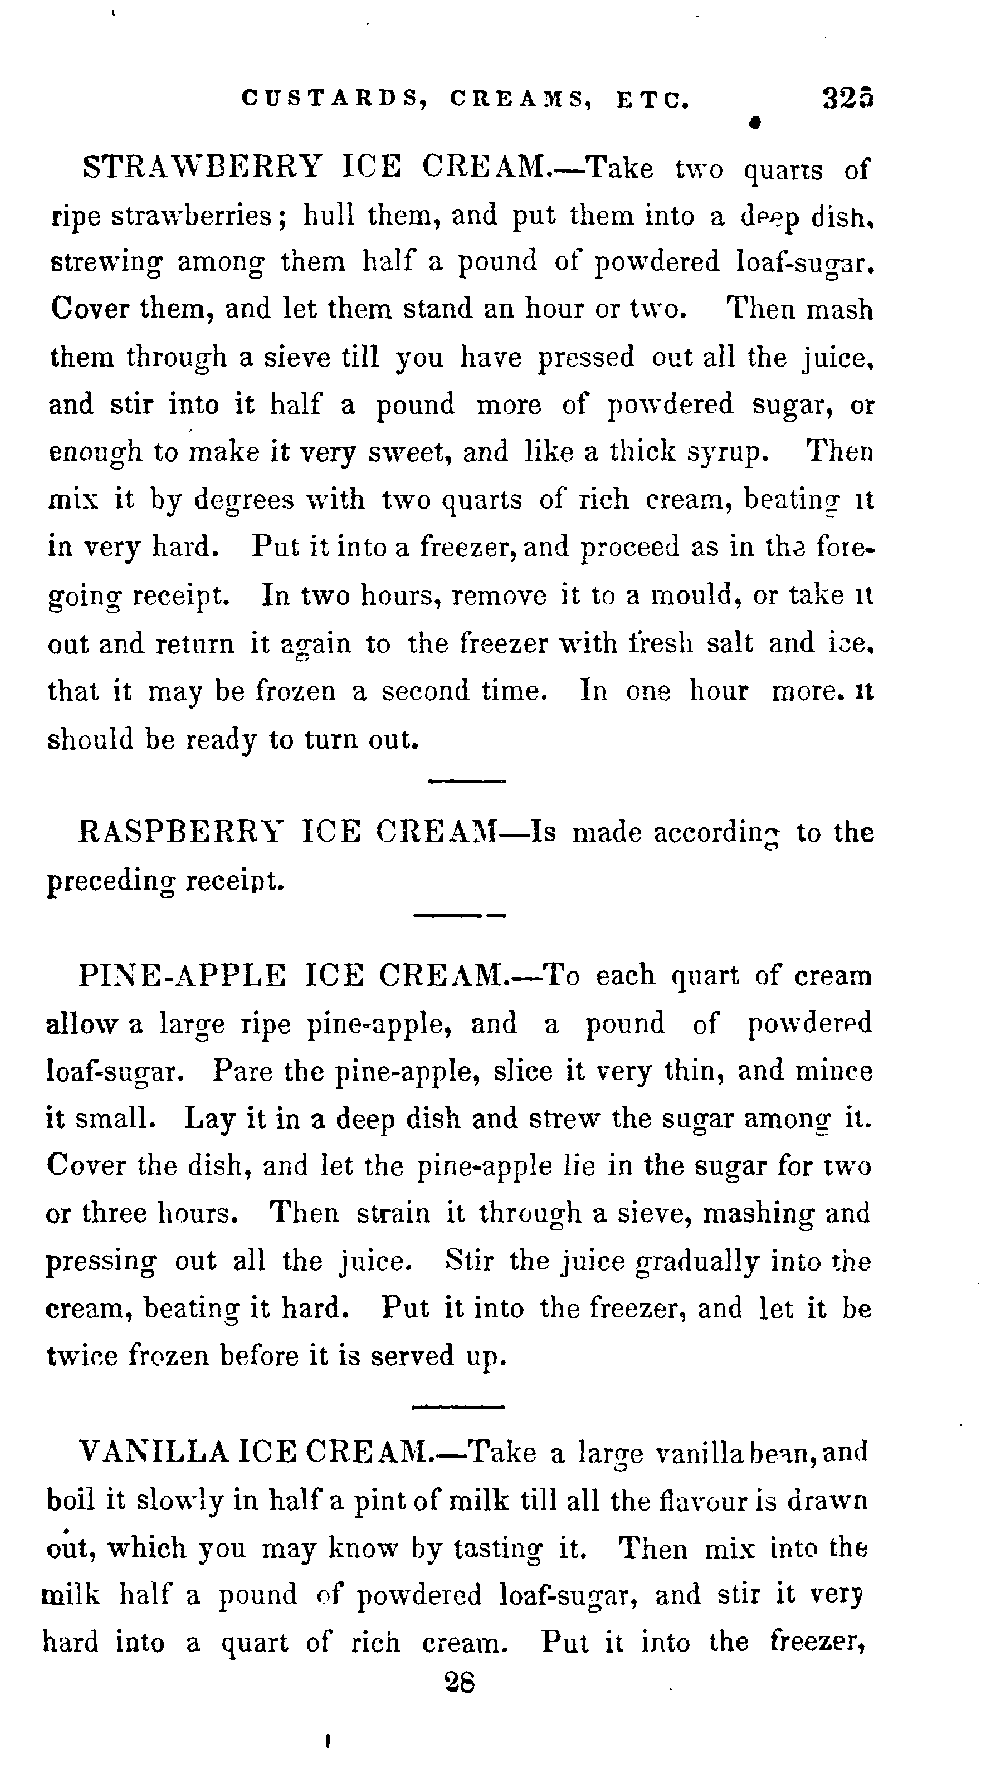 CUSTARDS, CREAMS, ETC. 325
STRAWBERRY ICE CREAM.—Take two quarts of
ripe strawberries; hull them, and put them into a deep dish,
strewing among them half a pound of powdered loaf-sugar.
Cover them, and let them stand an hour or two. Then mash
them through a sieve till you have pressed out all the juice,
and stir into it half a pound more of powdered sugar, or
enough to make it very sweet, and like a thick syrup. Then
mix it by degrees with two quarts of rich cream, beating it
in very hard. Put it into a freezer, and proceed as in the fore-
going receipt. In two hours, remove it to a mould, or take it
out and return it again to the freezer with fresh salt and ice,
that it may be frozen a second time. In one hour more. it
should be ready to turn out.
RASPBERRY ICE CREAM—Is made according to the
preceding receipt.
PINE-APPLE ICE CREAM.—To each quart of cream
allow a large ripe pine-apple, and a pound of powdered
loaf-sugar. Pare the pine-apple, slice it very thin, and mince
it small. Lay it in a deep dish and strew the sugar among it.
Cover the dish, and let the pine-apple lie in the sugar for two
or three hours. Then strain it through a sieve, mashing and
pressing out all the juice. Stir the juice gradually into the
cream, beating it hard. Put it into the freezer, and let it be
twice frozen before it is served up.
VANILLA ICE CREAM.—Take a large vanilla bean, and
boil it slowly in half a pint of milk till all the flavour is drawn
out, which you may know by tasting it. Then mix into the
milk half a pound of powdered loaf-sugar, and stir it very
hard into a quart of rich cream. Put it into the freezer,
28